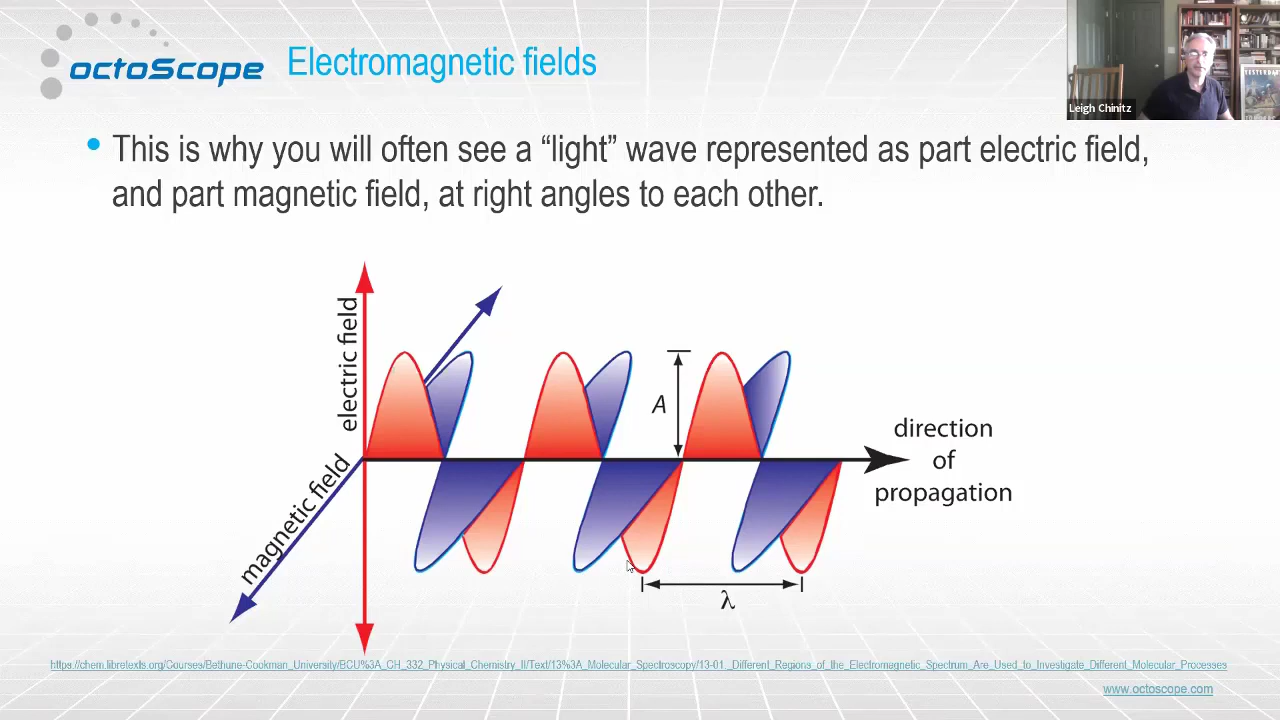 octoScope
Electromagnetic fields
Leigh Chinitz
YESTERDAY
• This is why you will often see a “light” wave represented as part electric field,
and part magnetic field, at right angles to each other.
electric field
magnetic field
A
direction
of
propagation
λ
https://chem.libretexts.org/Courses/Bethune-Cookman_University/BCU%3A_CH_332_Physical_Chemistry_II/Text/13%3A_Molecular_Spectroscopy/13-01._Different_Regions_of_the_Electromagnetic_Spectrum_Are_Used_to_Investigate_Different_Molecular_Processes
www.octoscope.com